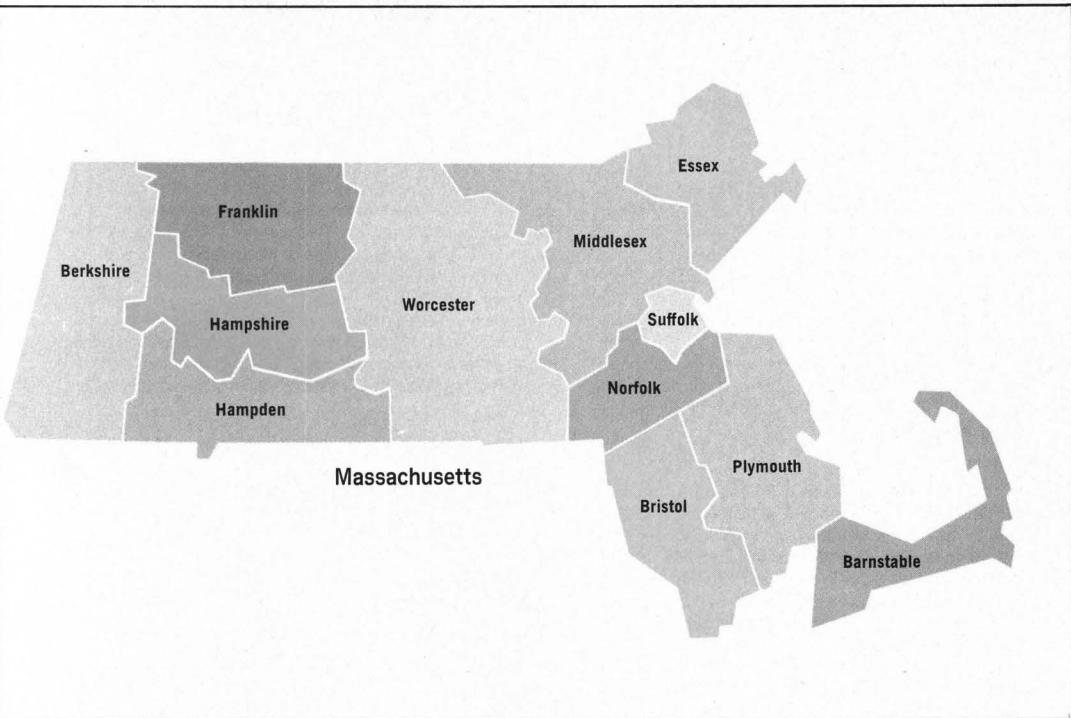 Essex
Franklin
Middlesex
Berkshire
Worcester
Suffolk
Hampshire
Norfolk
Hampden
Plymouth
Massachusetts
Bristol
Barnstable